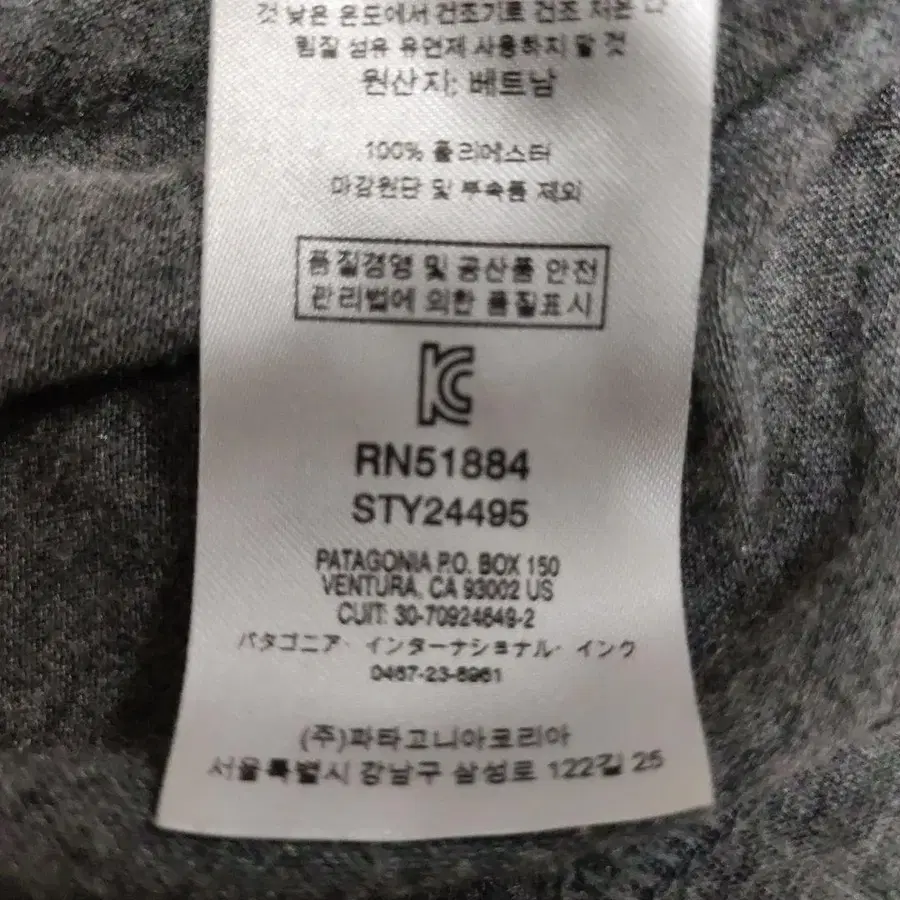 것 낮은 온도에서 건조기로 건조 저온 다
림질 섬유 유연제 사용하지 말 것
원산지: 베트남
100% 폴리에스터
마감원단 및 부속품 제외
품질경영 및 공산품 안전
관리법에 의한 품질표시
RN51884
STY24495
PATAGONIA P.O. BOX 150
VENTURA, CA 93002 US
CUIT: 30-70924649-2
パタゴニア・インターナショナル・インク
0467-23-8961
(주)파타고니아코리아
서울특별시 강남구 삼성로 122길 25